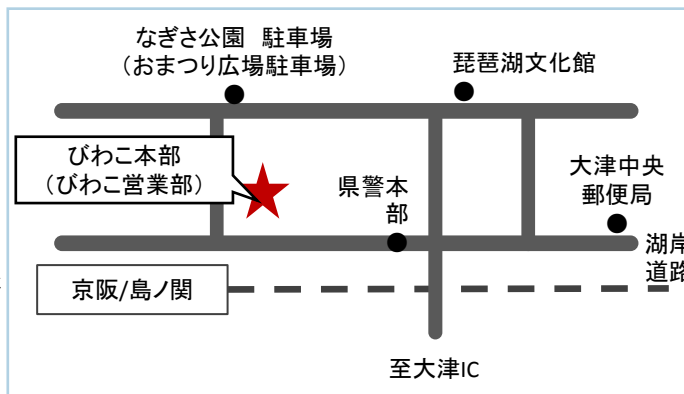 なぎさ公園　駐車場
（おまつり広場駐車場）
琵琶湖文化館
びわこ本部
（びわこ営業部）
県警本
部
大津中央
郵便局
湖岸
道路
京阪/島ノ関
至大津IC